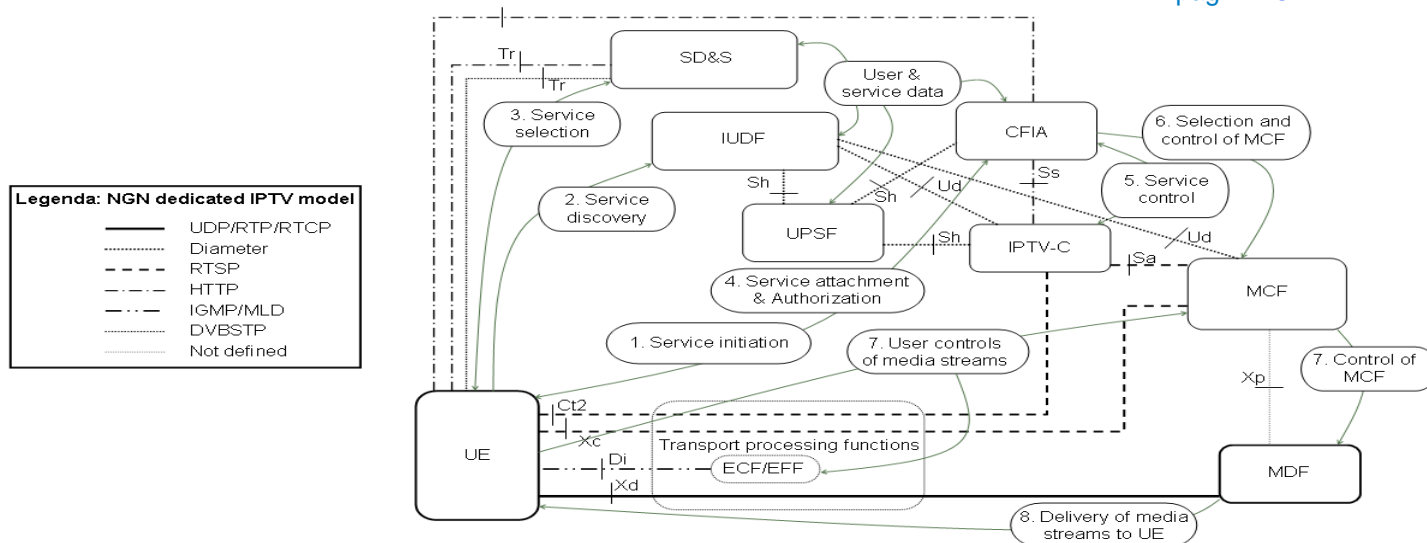 Tr
SD&S
Tr
User &
service data
3. Service
selection
IUDF
CFIA
6. Selection and
control of MCF
Legenda: NGN dedicated IPTV model
UDP/RTP/RTCP
Diameter
RTSP
HTTP
IGMP/MLD
DVBSTP
Not defined
2. Service
discovery
Sh
Sh
Ud
Ss
5. Service
control
UPSF
Sh
IPTV-C
Ud
Sa
4. Service attachment
& Authorization
MCF
1. Service initiation
7. User controls
of media streams
Xp
7. Control of
MCF
Ct2
Xc
Transport processing functions
UE
Di
ECF/EFF
Xd
MDF
8. Delivery of media
streams to UE